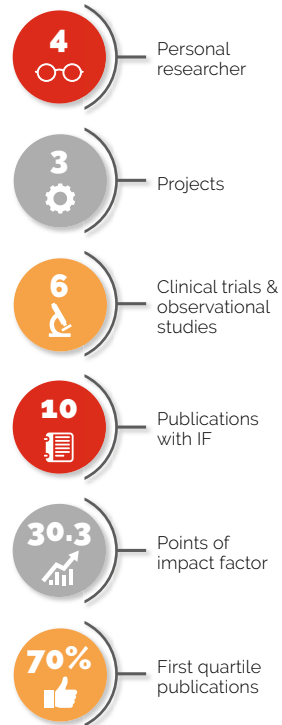 4
Personal
researcher
3
Projects
6
Clinical trials &
observational
studies
10
Publications
with IF
30.3
Points of
impact factor
70%
First quartile
publications